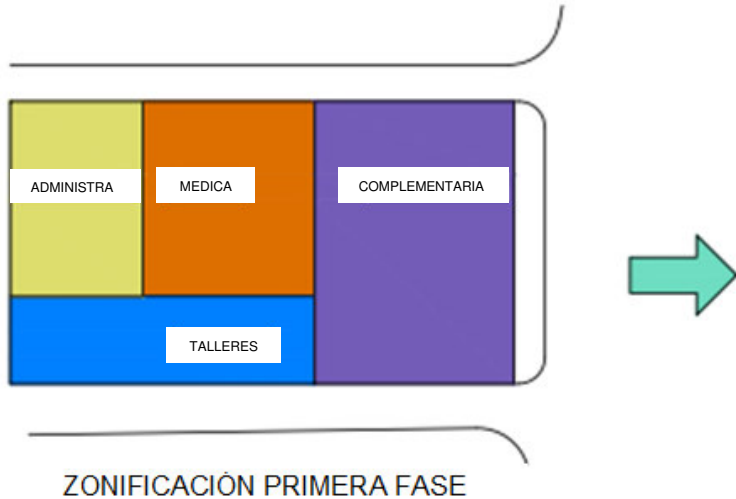 ADMINISTRA
MEDICA
COMPLEMENTARIA
TALLERES
ZONIFICACIÓN PRIMERA FASE